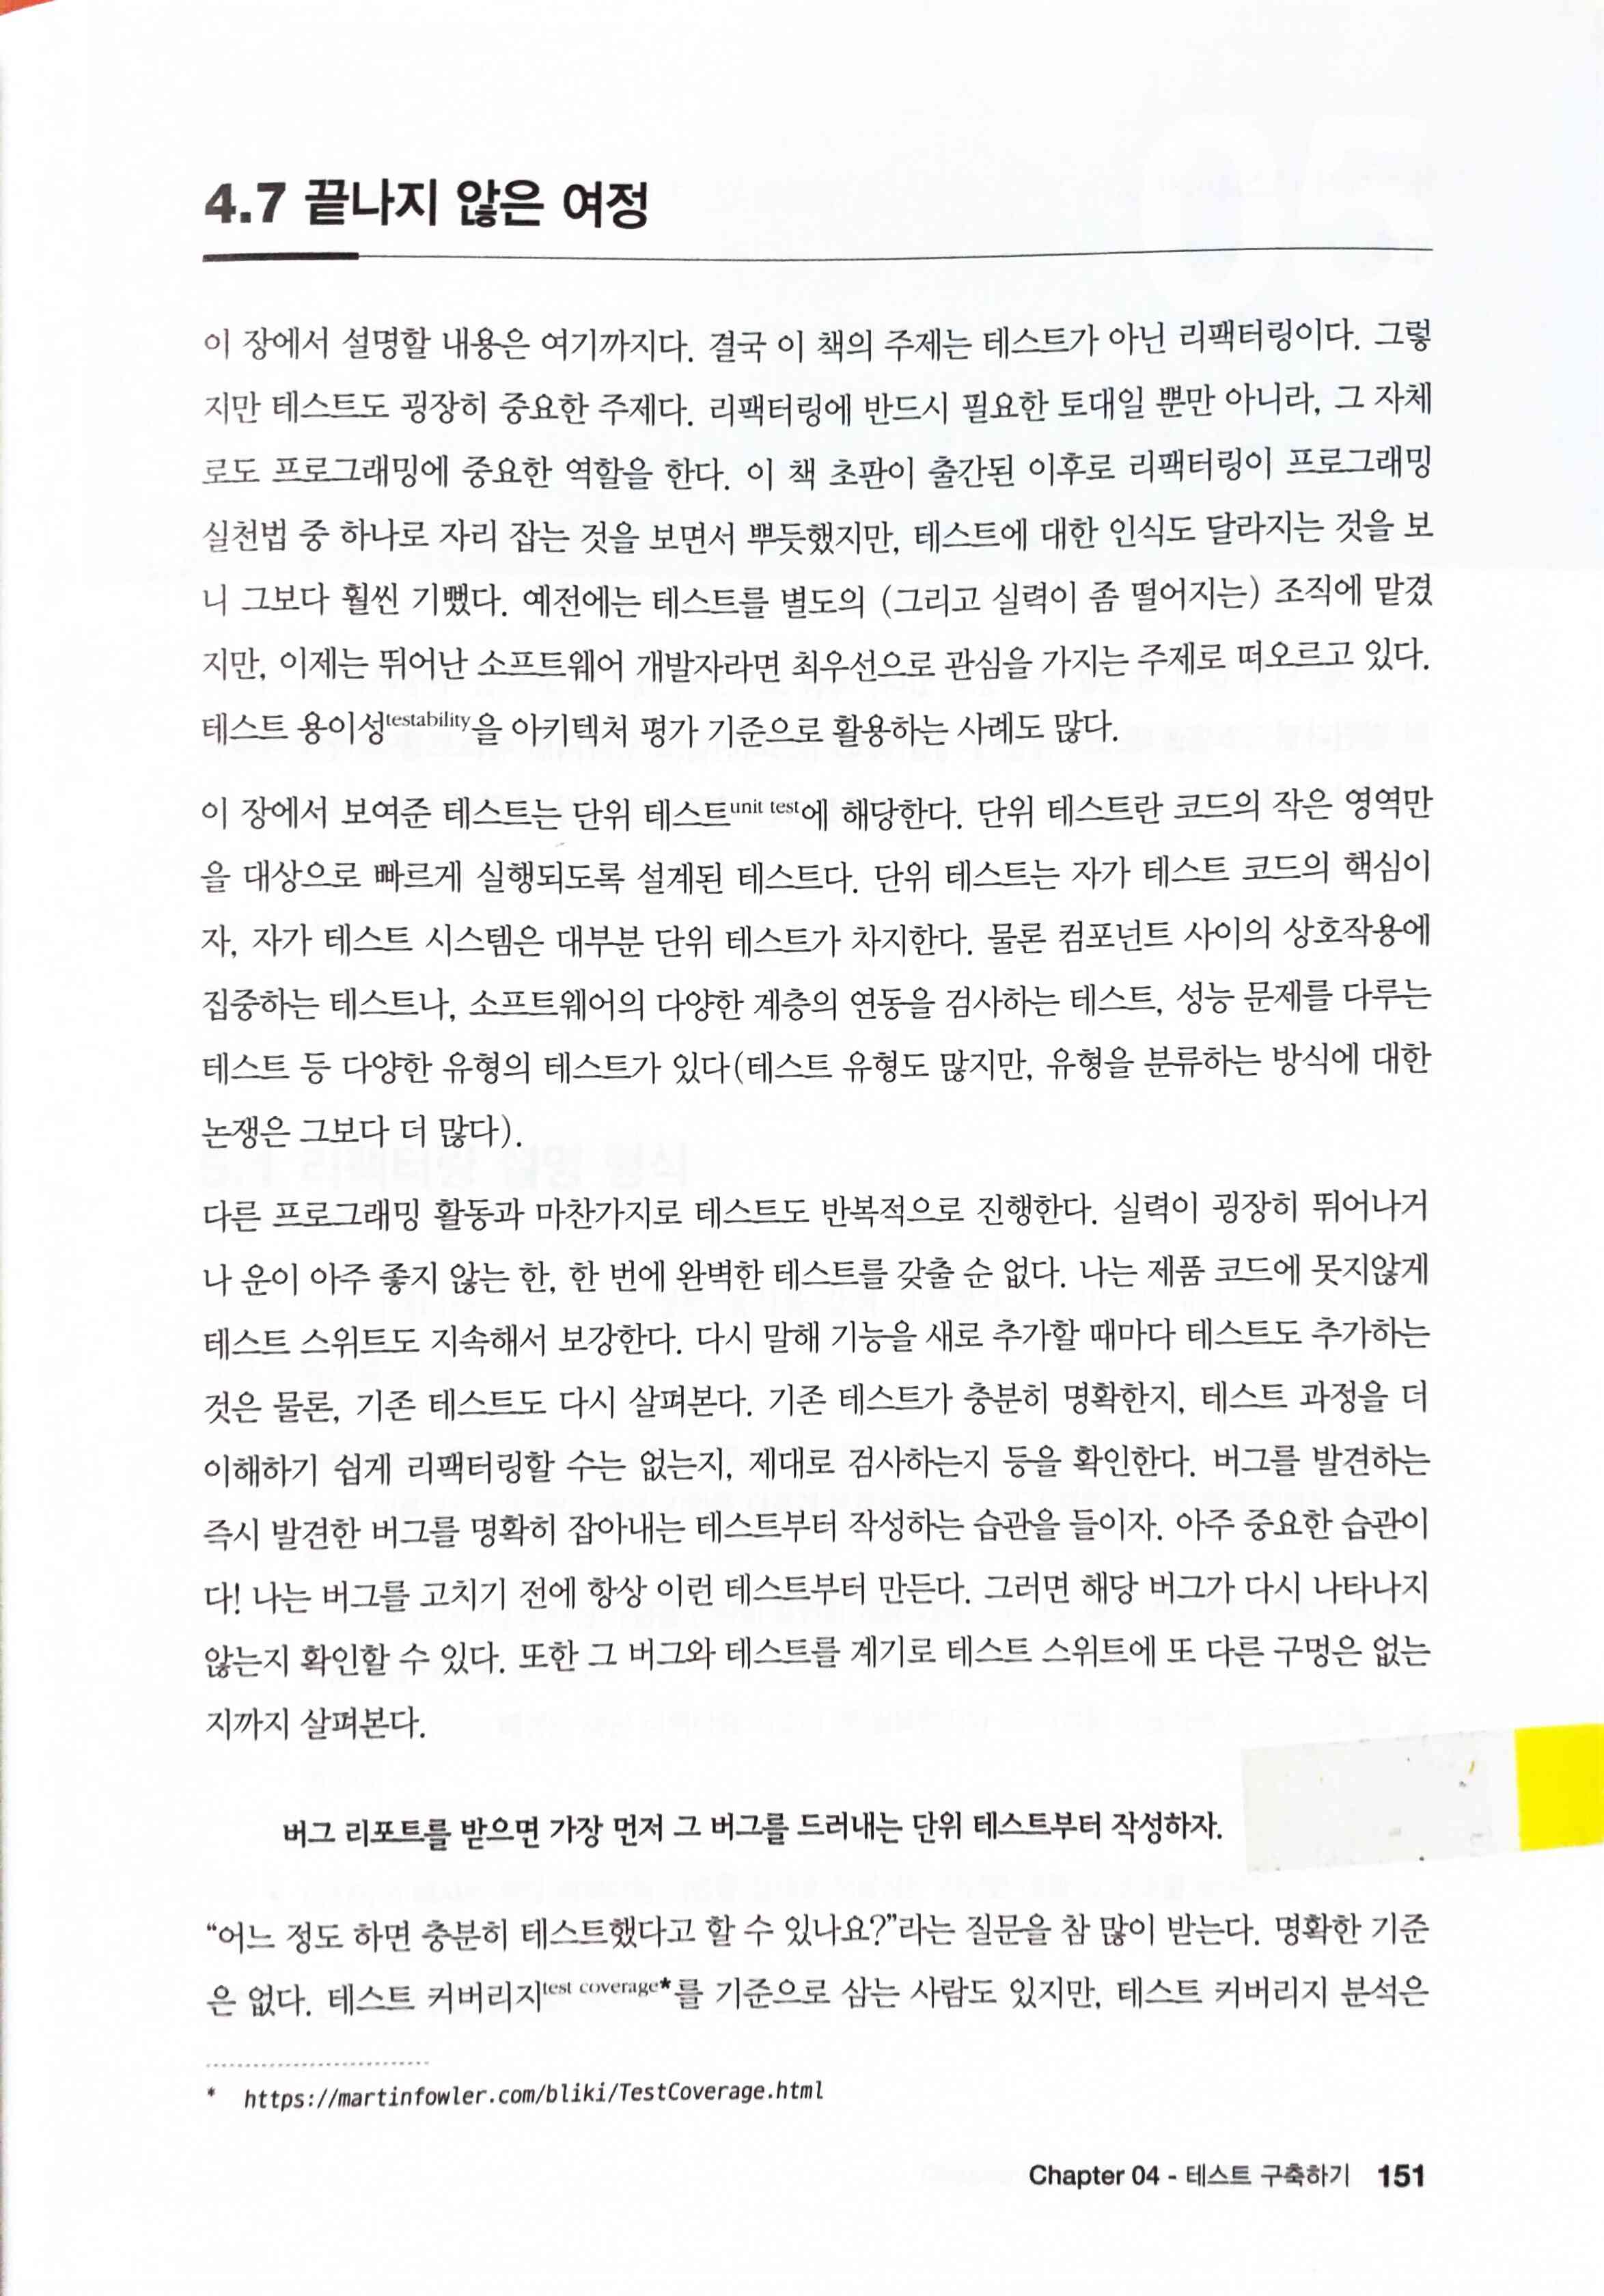 4.7 끝나지 않은 여정
이 장에서 설명할 내용은 여기까지다. 결국 이 책의 주제는 테스트가 아닌 리팩터링이다. 그렇
지만 테스트도 굉장히 중요한 주제다. 리팩터링에 반드시 필요한 토대일 뿐만 아니라, 그 자체
로도 프로그래밍에 중요한 역할을 한다. 이 책 초판이 출간된 이후로 리팩터링이 프로그래밍
실천법 중 하나로 자리 잡는 것을 보면서 뿌듯했지만, 테스트에 대한 인식도 달라지는 것을 보
니 그보다 훨씬 기뻤다. 예전에는 테스트를 별도의 (그리고 실력이 좀 떨어지는) 조직에 맡겼
지만, 이제는 뛰어난 소프트웨어 개발자라면 최우선으로 관심을 가지는 주제로 떠오르고 있다.
테스트 용이성testability을 아키텍처 평가 기준으로 활용하는 사례도 많다.
이 장에서 보여준 테스트는 단위 테스트unit test에 해당한다. 단위 테스트란 코드의 작은 영역만
을 대상으로 빠르게 실행되도록 설계된 테스트다. 단위 테스트는 자가 테스트 코드의 핵심이
자, 자가 테스트 시스템은 대부분 단위 테스트가 차지한다. 물론 컴포넌트 사이의 상호작용에
집중하는 테스트나, 소프트웨어의 다양한 계층의 연동을 검사하는 테스트, 성능 문제를 다루는
테스트 등 다양한 유형의 테스트가 있다(테스트 유형도 많지만, 유형을 분류하는 방식에 대한
논쟁은 그보다 더 많다).
다른 프로그래밍 활동과 마찬가지로 테스트도 반복적으로 진행한다. 실력이 굉장히 뛰어나거
나 운이 아주 좋지 않는 한, 한 번에 완벽한 테스트를 갖출 순 없다. 나는 제품 코드에 못지않게
테스트 스위트도 지속해서 보강한다. 다시 말해 기능을 새로 추가할 때마다 테스트도 추가하는
것은 물론, 기존 테스트도 다시 살펴본다. 기존 테스트가 충분히 명확한지, 테스트 과정을 더
이해하기 쉽게 리팩터링할 수는 없는지, 제대로 검사하는지 등을 확인한다. 버그를 발견하는
즉시 발견한 버그를 명확히 잡아내는 테스트부터 작성하는 습관을 들이자. 아주 중요한 습관이
다! 나는 버그를 고치기 전에 항상 이런 테스트부터 만든다. 그러면 해당 버그가 다시 나타나지
않는지 확인할 수 있다. 또한 그 버그와 테스트를 계기로 테스트 스위트에 또 다른 구멍은 없는
지까지 살펴본다.
버그 리포트를 받으면 가장 먼저 그 버그를 드러내는 단위 테스트부터 작성하자.
“어느 정도 하면 충분히 테스트했다고 할 수 있나요?”라는 질문을 참 많이 받는다. 명확한 기준
은 없다. 테스트 커버리지test coverage*를 기준으로 삼는 사람도 있지만, 테스트 커버리지 분석은
* https://martinfowler.com/bliki/TestCoverage.html
Chapter 04 - 테스트 구축하기 151